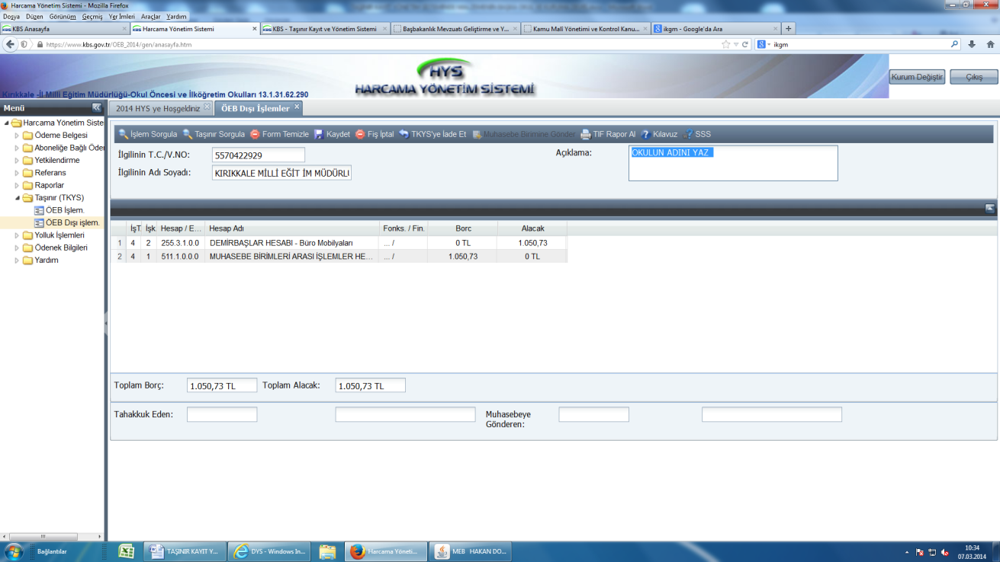 Harcama Yönetim Sistemi - Mozilla Firefox
Dosya Düzen Görünüm Geçmiş Yer İmleri Araçlar Yardım
KBS Anasayfa
Harcama Yönetim Sistemi
KBS - Taşınır Kayıt ve Yönetim Sistemi
Başbakanlık Mevzuatı Geliştirme ve Y...
Kamu Malî Yönetimi ve Kontrol Kanu...
ikgm - Google'da Ara
https://www.kbs.gov.tr/OEB_2014/gen/anasayfa.htm
ikgm
HYS
HARCAMA YÖNETİM SİSTEMİ
Kurum Değiştir
Çıkış
Kırıkkale -İl Milli Eğitim Müdürlüğü-Okul Öncesi ve İlköğretim Okulları 13.1.31.62.290
Menü
2014 HYS ye Hoşgeldiniz
ÖEB Dışı İşlemler
Harcama Yönetim Siste
Ödeme Belgesi
Aboneliğe Bağlı Öder
Yetkilendirme
Referans
Raporlar
Taşınır (TKYS)
ÖEB İşlem.
ÖEB Dışı işlem.
Yolluk İşlemleri
Ödenek Bilgileri
Yardım
İşlem Sorgula Taşınır Sorgula Form Temizle Kaydet Fiş İptal TKYS'ye İade Et Muhasebe Birimine Gönder TIF Rapor Al Kılavuz SSS
İlgilinin T.C./V.NO: 5570422929
Açıklama: OKULUN ADINI YAZ
İlgilinin Adı Soyadı: KIRIKKALE MİLLİ EĞİT İM MÜDÜRLÜ
İşT. İşk. Hesap / E... Hesap Adı Fonks. / Fin. Borc Alacak
1 4 2 255.3.1.0.0 DEMİRBAŞLAR HESABI - Büro Mobilyaları ... / 0 TL 1.050,73
2 4 1 511.1.0.0.0 MUHASEBE BİRİMLERİ ARASI İŞLEMLER HE... ... / 1.050,73 0 TL
Toplam Borç: 1.050,73 TL Toplam Alacak: 1.050,73 TL
Tahakkuk Eden:
Muhasebeye
Gönderen:
Bağlantılar
TAŞINIR KAYIT Y...
DYS - Windows In...
Harcama Yöneti...
MEB HAKAN DO...
10:34
07.03.2014